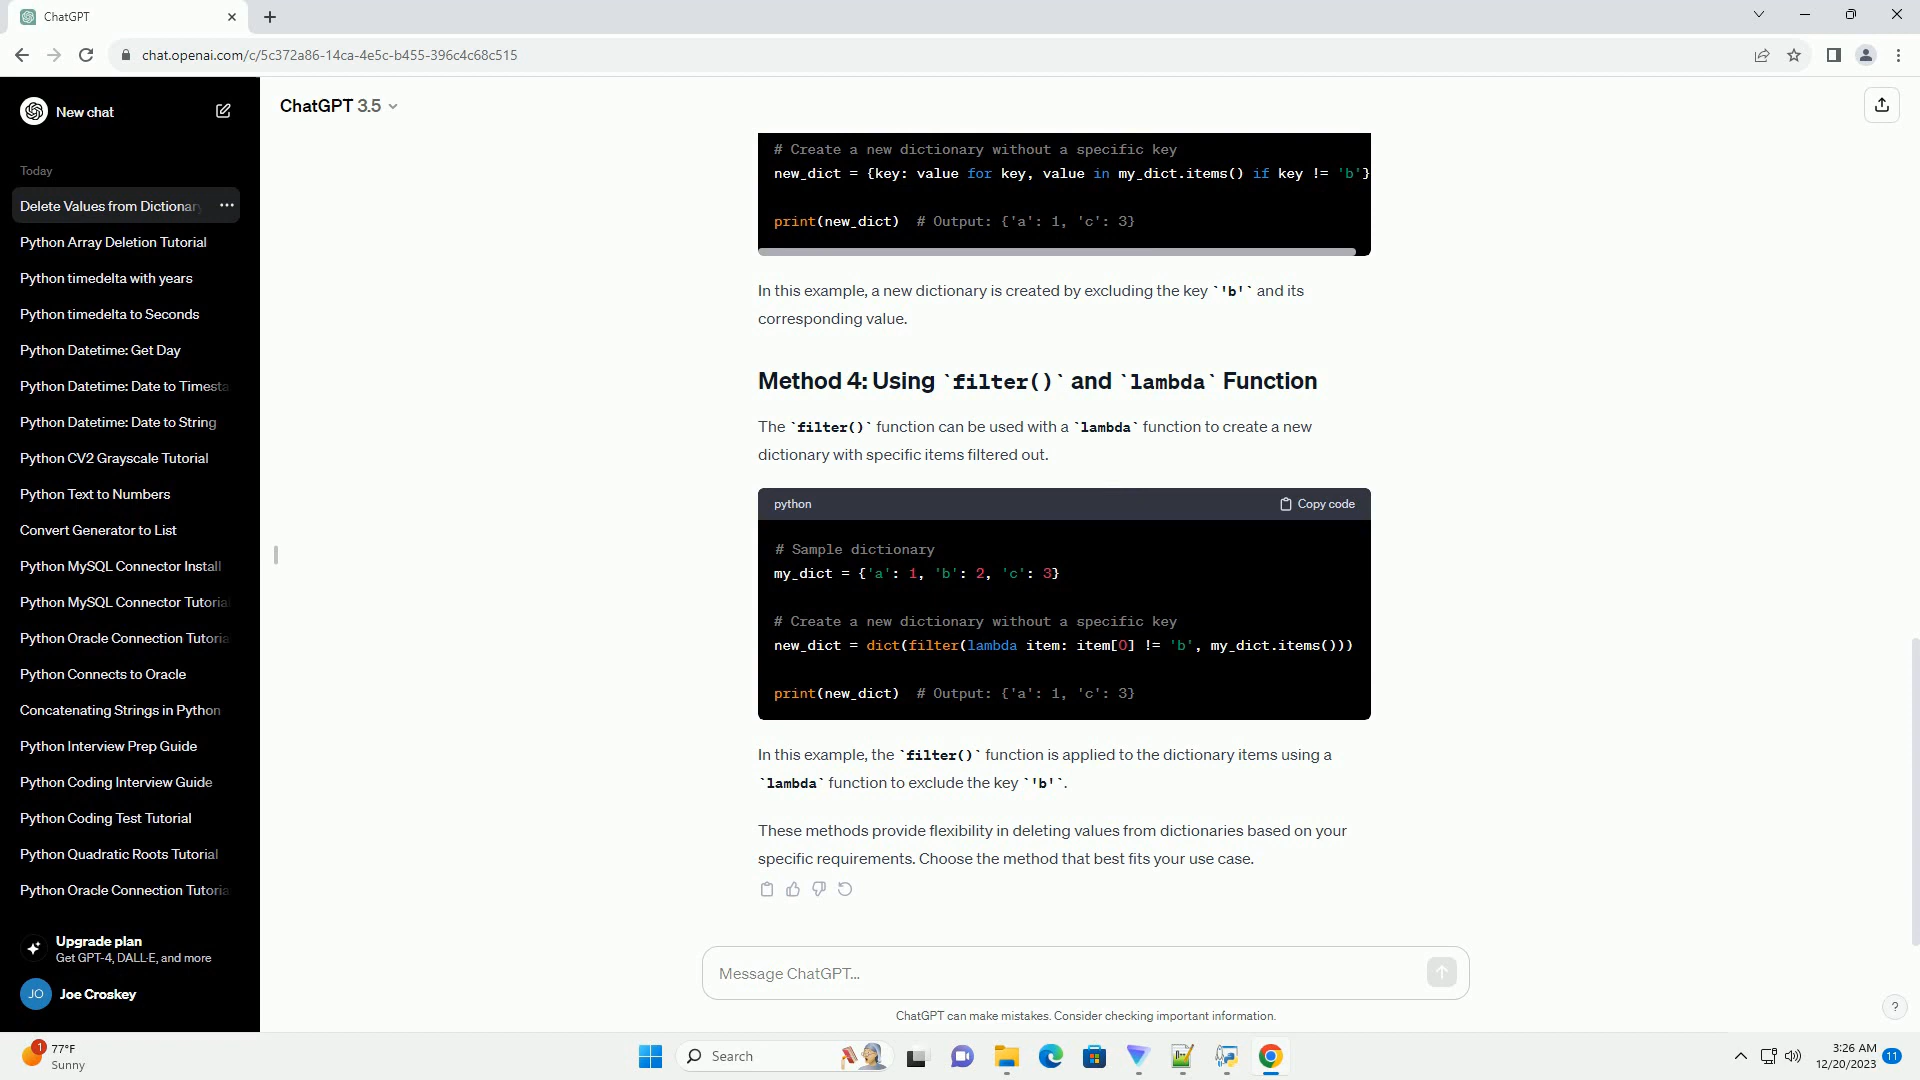 ChatGPT
chat.openai.com/c/5c372a86-14ca-4e5c-b455-396c4c68c515
New chat
Today
Delete Values from Dictionary
Python Array Deletion Tutorial
Python timedelta with years
Python timedelta to Seconds
Python Datetime: Get Day
Python Datetime: Date to Timesta
Python Datetime: Date to String
Python CV2 Grayscale Tutorial
Python Text to Numbers
Convert Generator to List
Python MySQL Connector Install
Python MySQL Connector Tutorial
Python Oracle Connection Tutoria
Python Connects to Oracle
Concatenating Strings in Python
Python Interview Prep Guide
Python Coding Interview Guide
Python Coding Test Tutorial
Python Quadratic Roots Tutorial
Python Oracle Connection Tutoria
Upgrade plan
Get GPT-4, DALL·E, and more
JO Joe Croskey
ChatGPT 3.5
# Create a new dictionary without a specific key
new_dict = {key: value for key, value in my_dict.items() if key != 'b'}
print(new_dict)  # Output: {'a': 1, 'c': 3}
In this example, a new dictionary is created by excluding the key `'b'` and its
corresponding value.
Method 4: Using `filter()` and `lambda` Function
The `filter()` function can be used with a `lambda` function to create a new
dictionary with specific items filtered out.
python Copy code
# Sample dictionary
my_dict = {'a': 1, 'b': 2, 'c': 3}
# Create a new dictionary without a specific key
new_dict = dict(filter(lambda item: item[0] != 'b', my_dict.items()))
print(new_dict)  # Output: {'a': 1, 'c': 3}
In this example, the `filter()` function is applied to the dictionary items using a
`lambda` function to exclude the key `'b'`.
These methods provide flexibility in deleting values from dictionaries based on your
specific requirements. Choose the method that best fits your use case.
Message ChatGPT...
ChatGPT can make mistakes. Consider checking important information.
?
1
77°F
Sunny
Search
3:26 AM
12/20/2023
11